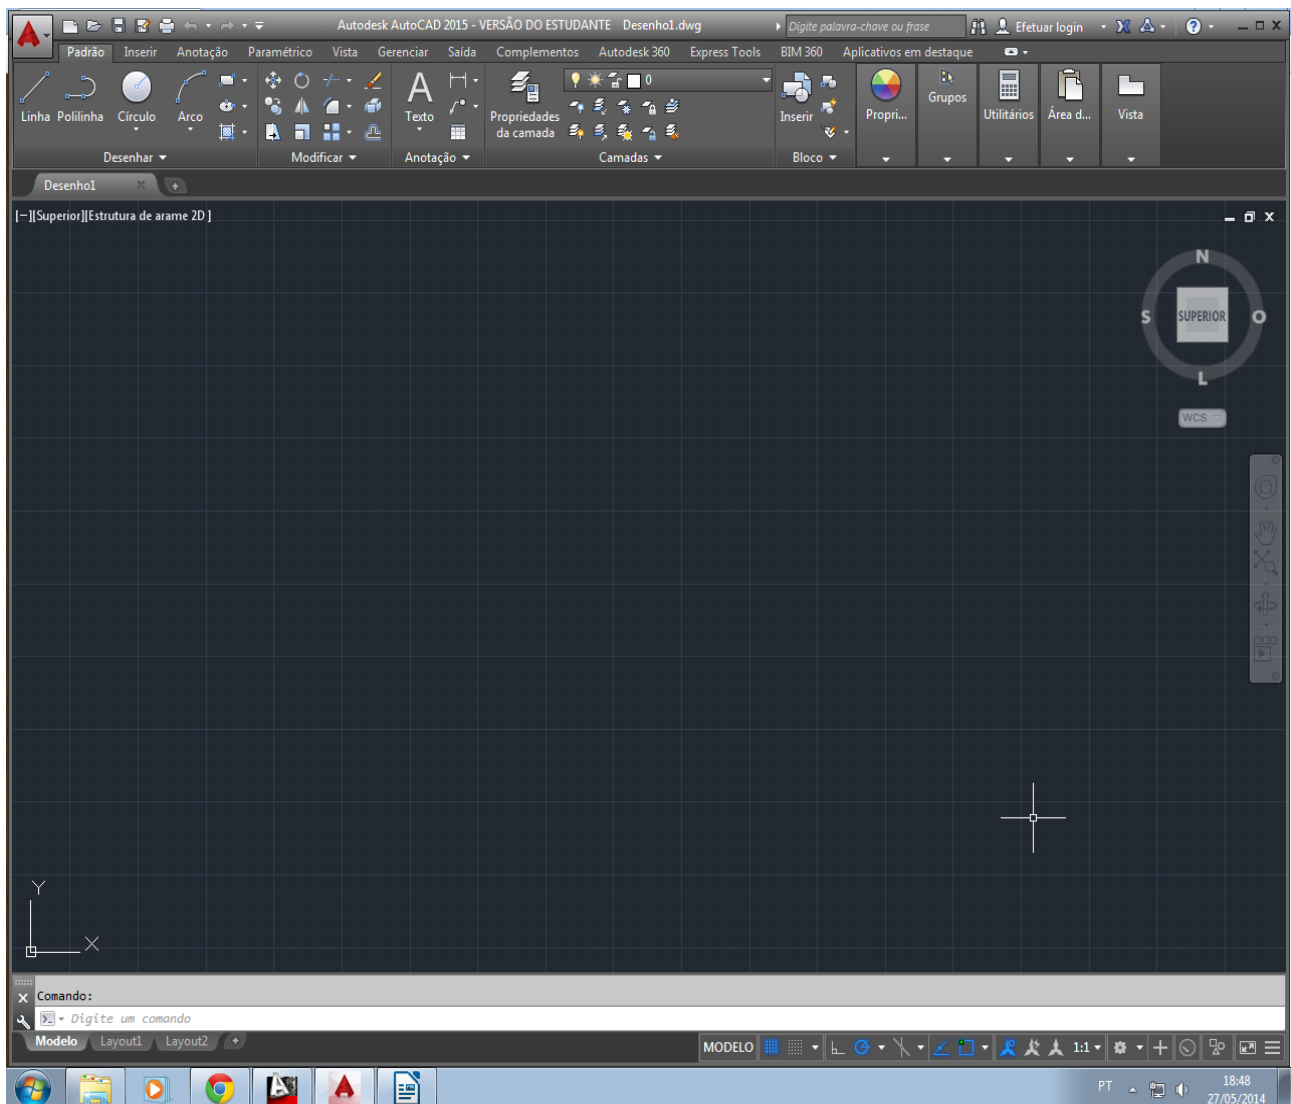 Autodesk AutoCAD 2015 - VERSÃO DO ESTUDANTE Desenho1.dwg Digite palavra-chave ou frase Efetuar login
Padrão Inserir Anotação Paramétrico Vista Gerenciar Saída Complementos Autodesk 360 Express Tools BIM 360 Aplicativos em destaque
Linha Polilinha Círculo Arco
Texto
Propriedades
da camada
0
Inserir
Propri...
Grupos
Utilitários
Área d...
Vista
Desenhar Modificar Anotação Camadas Bloco
Desenho1
[−][Superior][Estrutura de arame 2D ]
N
S SUPERIOR O
L
WCS
Y
X
Comando:
Digite um comando
Modelo Layout1 Layout2
MODELO 1:1
PT 18:48
27/05/2014